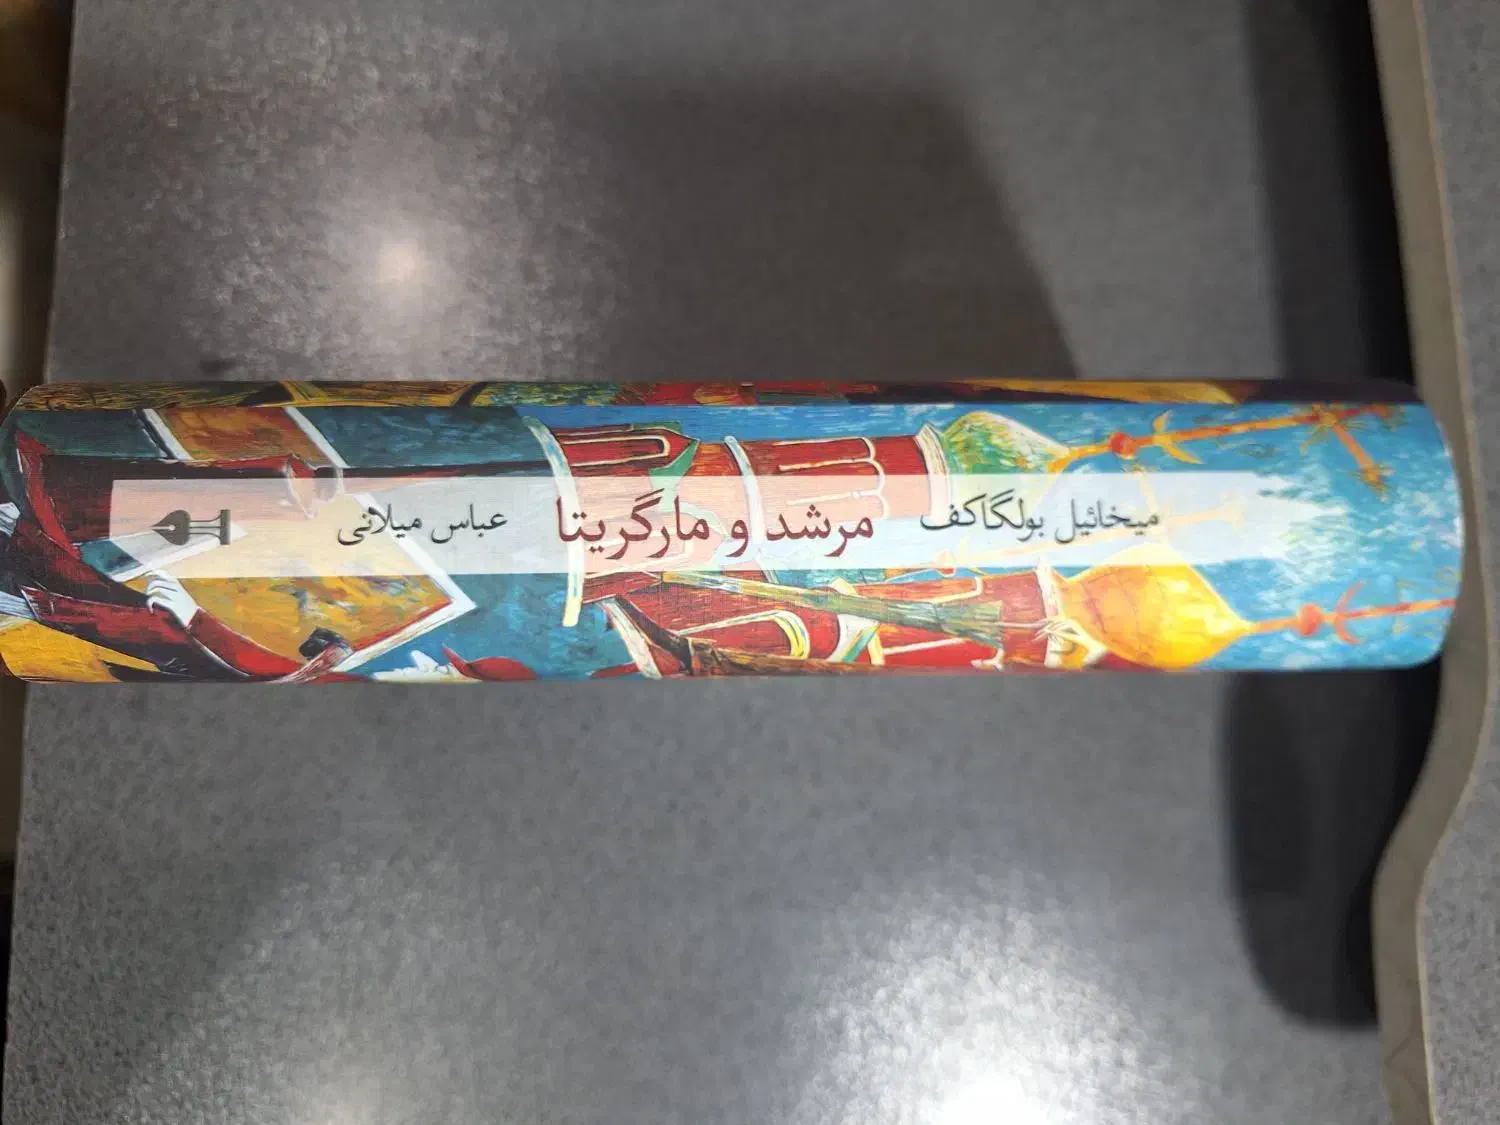 میخائیل بولگاکف مرشد و مارگریتا عباس میلانی